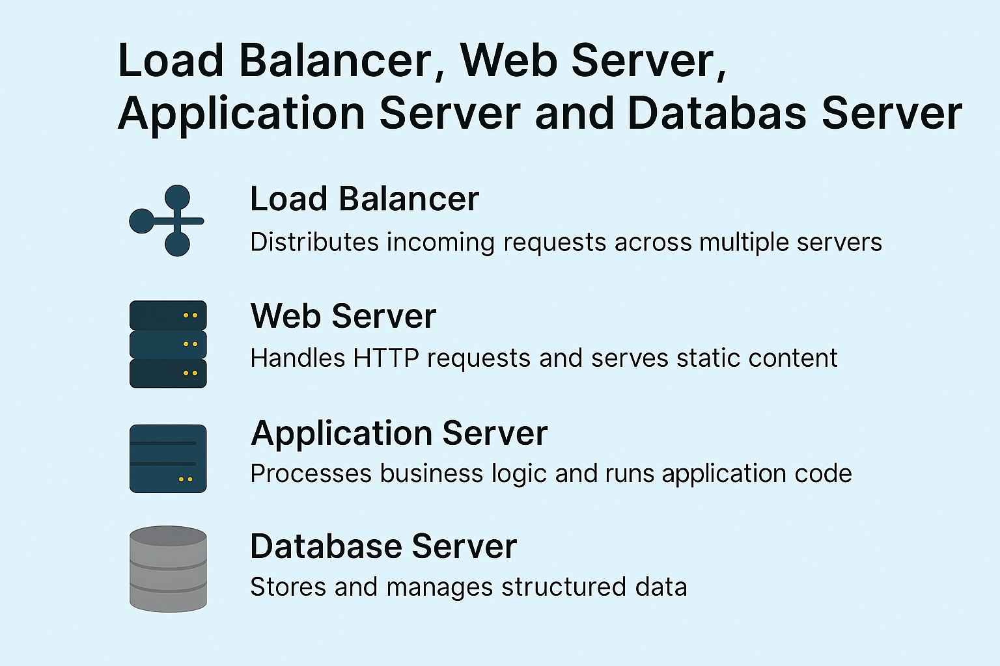 Load Balancer, Web Server,
Application Server and Databas Server
Load Balancer
Distributes incoming requests across multiple servers
Web Server
Handles HTTP requests and serves static content
Application Server
Processes business logic and runs application code
Database Server
Stores and manages structured data